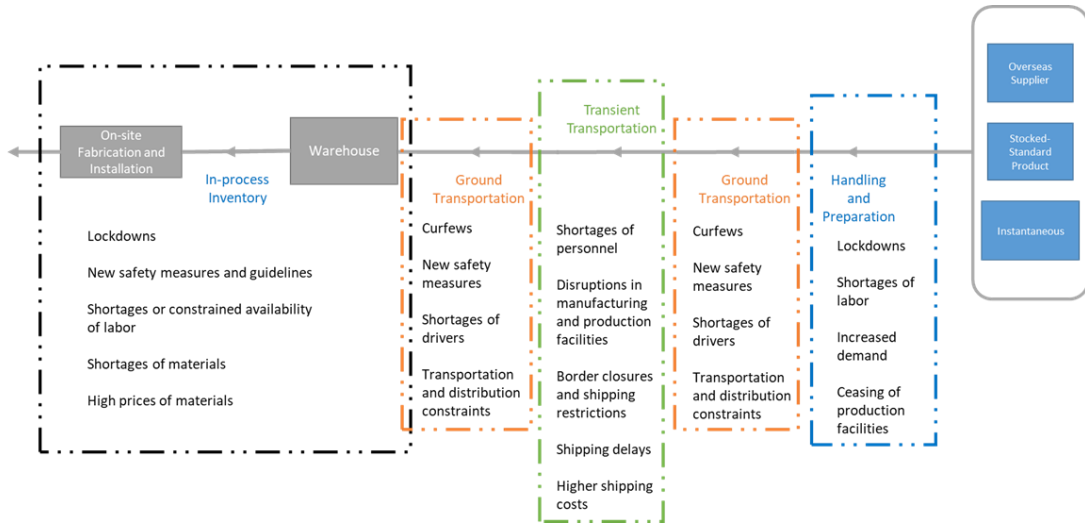 On-site
Fabrication and
Installation
In-process
Inventory
Warehouse
Lockdowns
New safety measures and guidelines
Shortages or constrained availability
of labor
Shortages of materials
High prices of materials
Ground
Transportation
Curfews
New safety
measures
Shortages of
drivers
Transportation
and distribution
constraints
Transient
Transportation
Shortages of
personnel
Disruptions in
manufacturing
and production
facilities
Border closures
and shipping
restrictions
Shipping delays
Higher shipping
costs
Ground
Transportation
Curfews
New safety
measures
Shortages of
drivers
Transportation
and distribution
constraints
Handling
and
Preparation
Lockdowns
Shortages of
labor
Increased
demand
Ceasing of
production
facilities
Overseas
Supplier
Stocked-
Standard
Product
Instantaneous